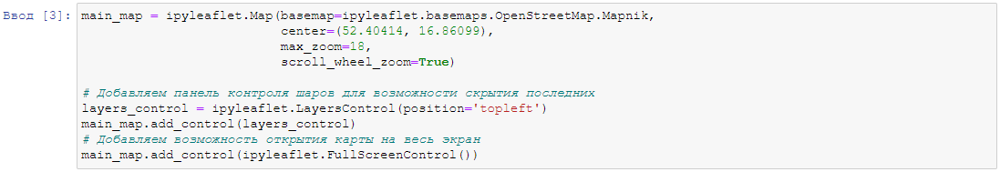 Ввод [3]: main_map = ipyleaflet.Map(basemap=ipyleaflet.basemaps.OpenStreetMap.Mapnik,
center=(52.40414, 16.86099),
max_zoom=18,
scroll_wheel_zoom=True)
# Добавляем панель контроля шаров для возможности скрытия последних
layers_control = ipyleaflet.LayersControl(position='topleft')
main_map.add_control(layers_control)
# Добавляем возможность открытия карты на весь экран
main_map.add_control(ipyleaflet.FullScreenControl())